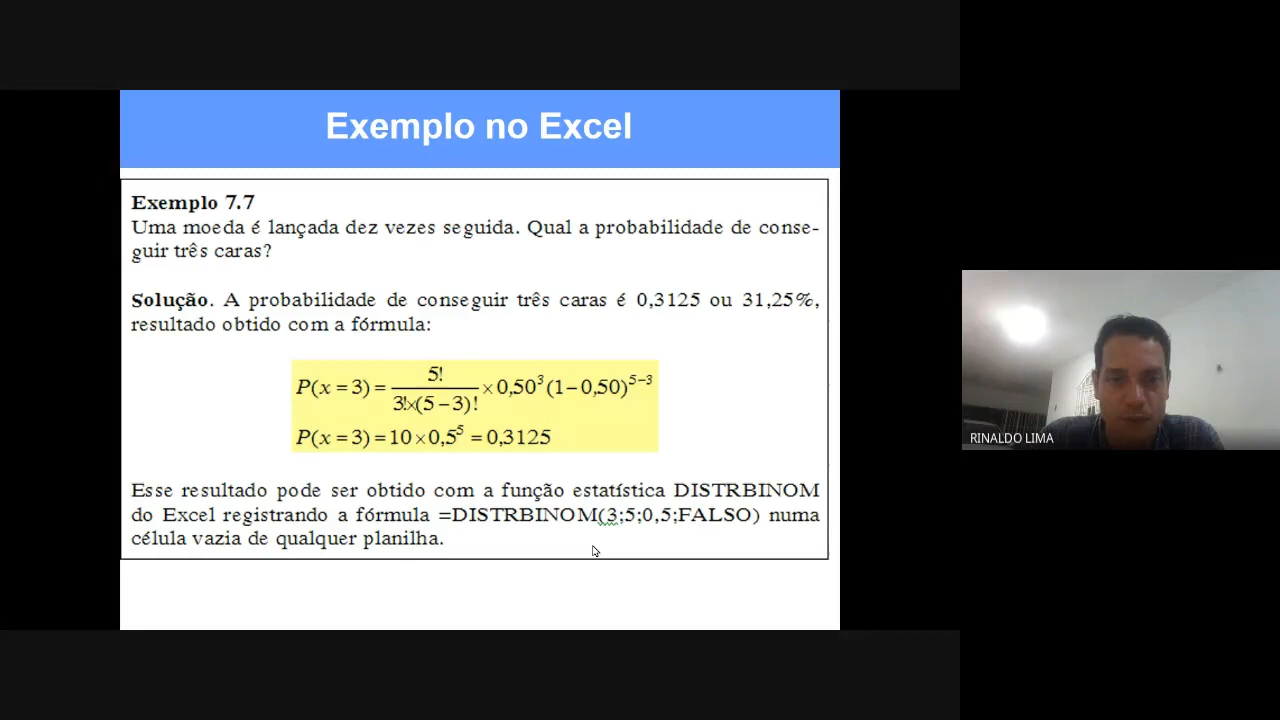 Exemplo no Excel
Exemplo 7.7
Uma moeda é lançada dez vezes seguida. Qual a probabilidade de conse-
guir três caras?
Solução. A probabilidade de conseguir três caras é 0,3125 ou 31,25%,
resultado obtido com a fórmula:
P(x = 3) = 5! / 3!×(5−3)! × 0,50³ (1−0,50)⁵⁻³
P(x = 3) = 10 × 0,5⁵ = 0,3125
Esse resultado pode ser obtido com a função estatística DISTRBINOM
do Excel registrando a fórmula =DISTRBINOM(3;5;0,5;FALSO) numa
célula vazia de qualquer planilha.
RINALDO LIMA